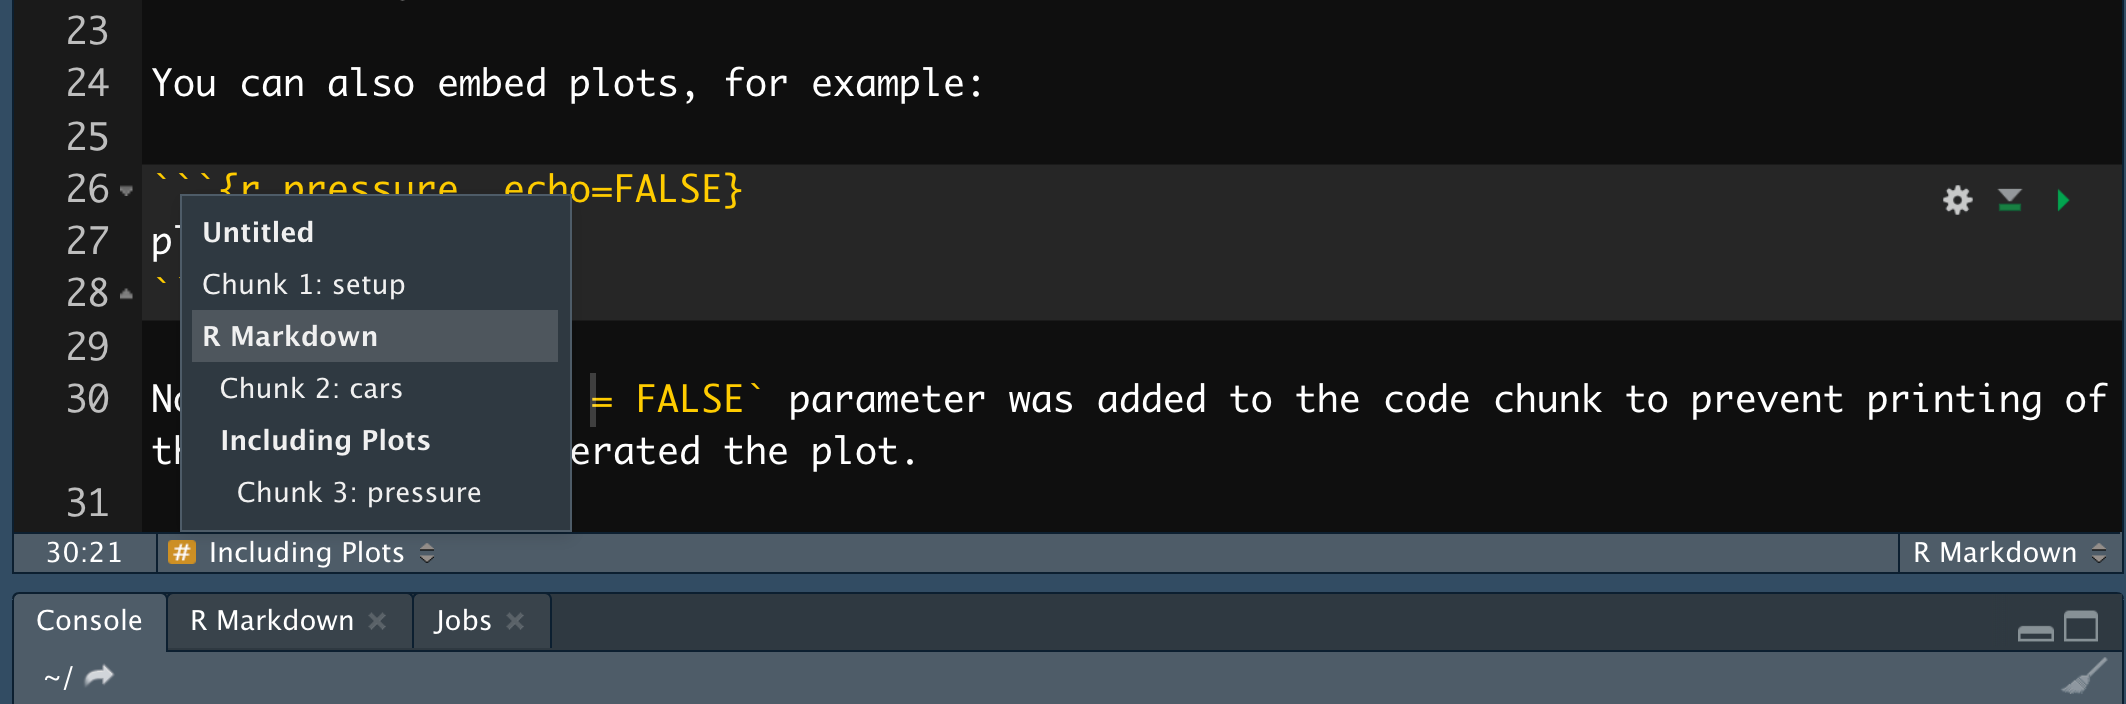 23
24 You can also embed plots, for example:
25
26 ```{r pressure, echo=FALSE}
27
28
29
30 = FALSE` parameter was added to the code chunk to prevent printing of
erated the plot.
31
Untitled
Chunk 1: setup
R Markdown
Chunk 2: cars
Including Plots
Chunk 3: pressure
30:21 # Including Plots R Markdown
Console R Markdown Jobs
~/